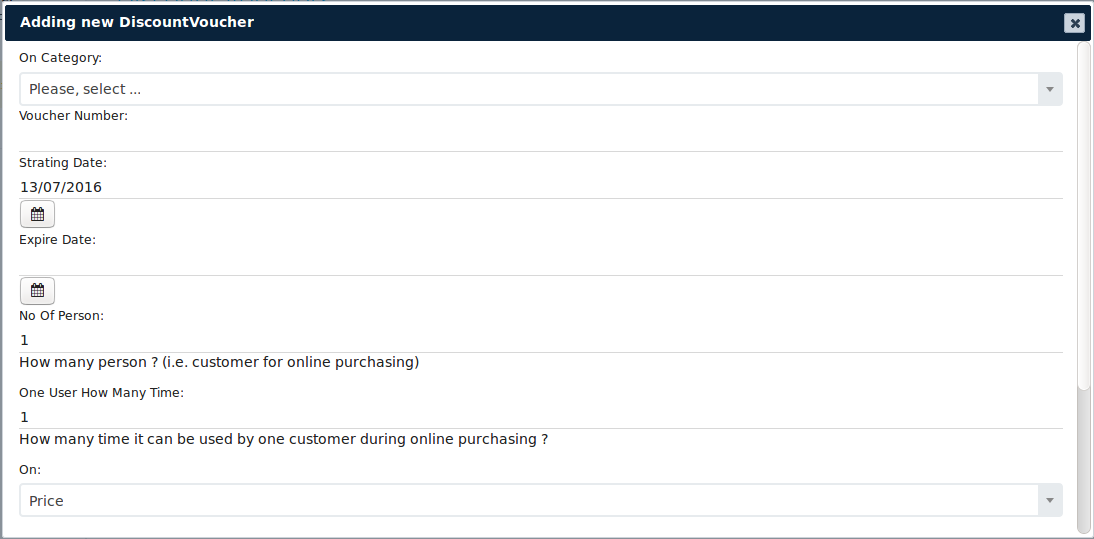 Adding new DiscountVoucher
On Category:
Please, select ...
Voucher Number:
Strating Date:
13/07/2016
Expire Date:
No Of Person:
1
How many person ? (i.e. customer for online purchasing)
One User How Many Time:
1
How many time it can be used by one customer during online purchasing ?
On:
Price